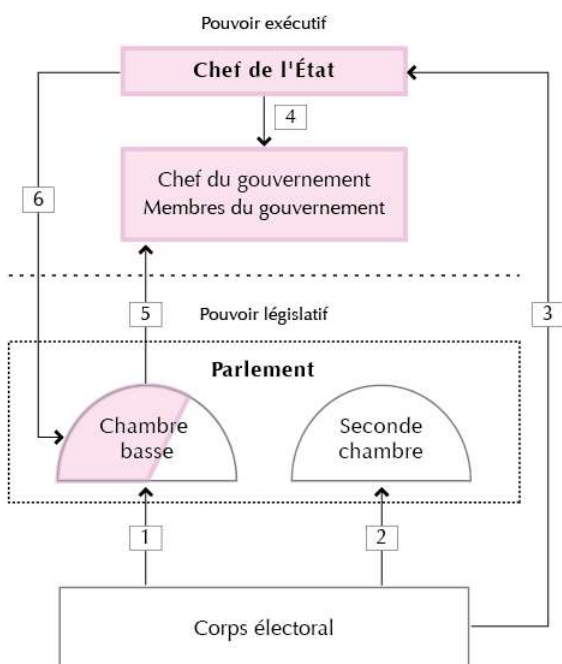 Pouvoir exécutif
Chef de l'État
4
Chef du gouvernement
Membres du gouvernement
6
5
Pouvoir législatif
3
Parlement
Chambre
basse
Seconde
chambre
1
2
Corps électoral